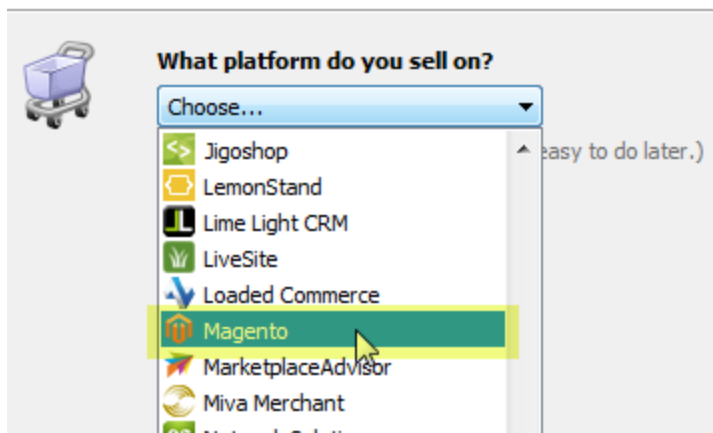 What platform do you sell on?
Choose...
Jigoshop
easy to do later.)
LemonStand
Lime Light CRM
LiveSite
Loaded Commerce
Magento
MarketplaceAdvisor
Miva Merchant